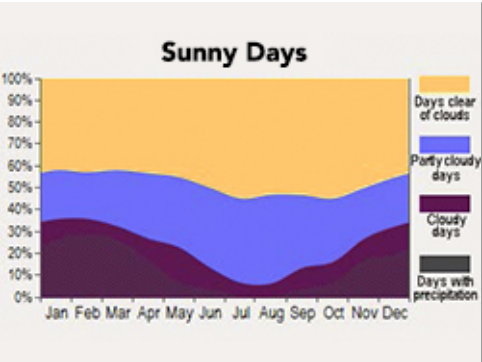 Sunny Days
100%
90%
80%
70%
60%
50%
40%
30%
20%
10%
0%
Jan Feb Mar Apr May Jun Jul Aug Sep Oct Nov Dec
Days clear
of clouds
Partly cloudy
days
Cloudy
days
Days with
precipitation